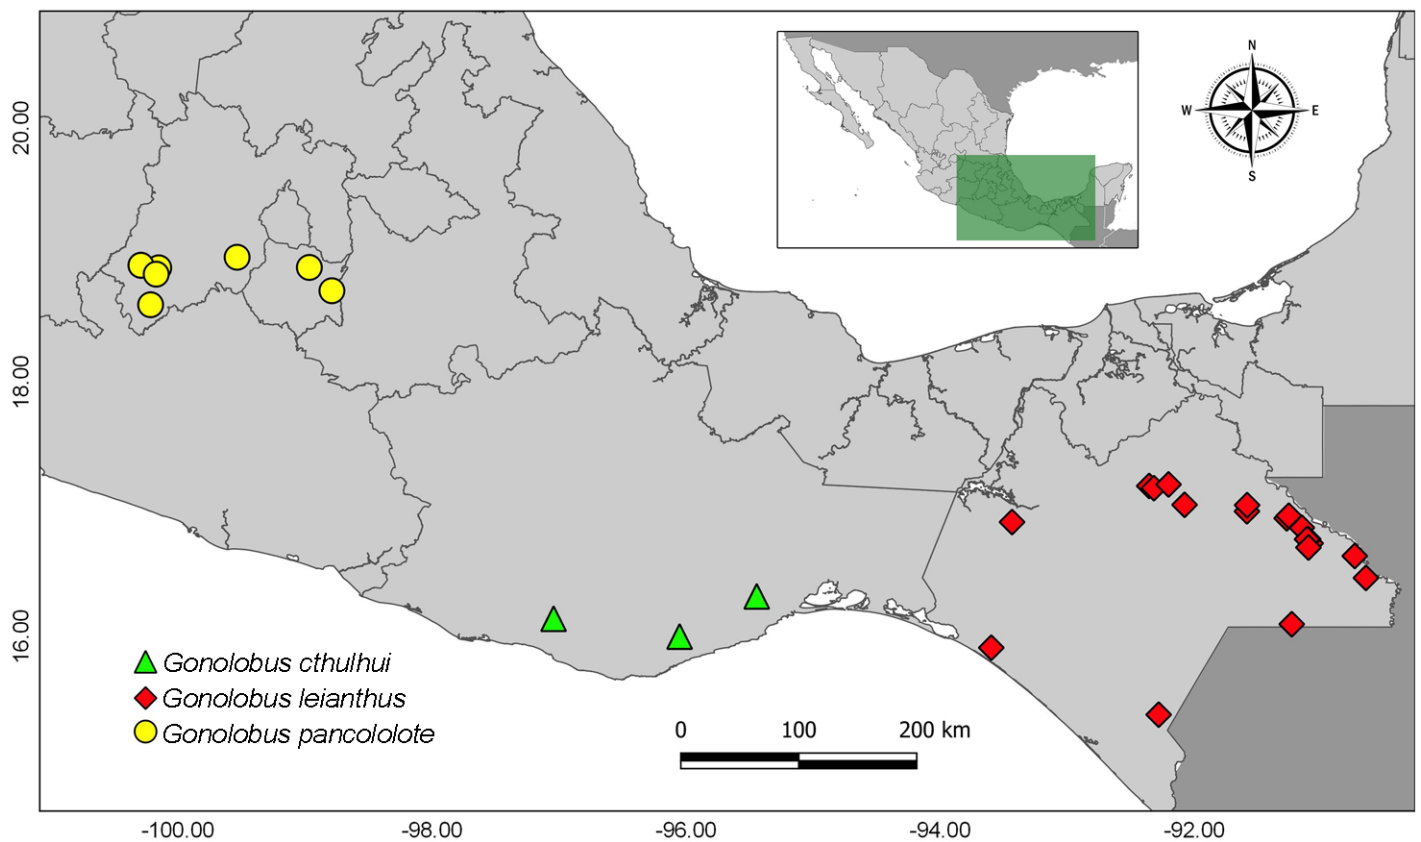 N
W
E
S
20.00
18.00
16.00
Gonolobus cthulhui
Gonolobus leianthus
Gonolobus pancololote
0 100 200 km
-100.00 -98.00 -96.00 -94.00 -92.00